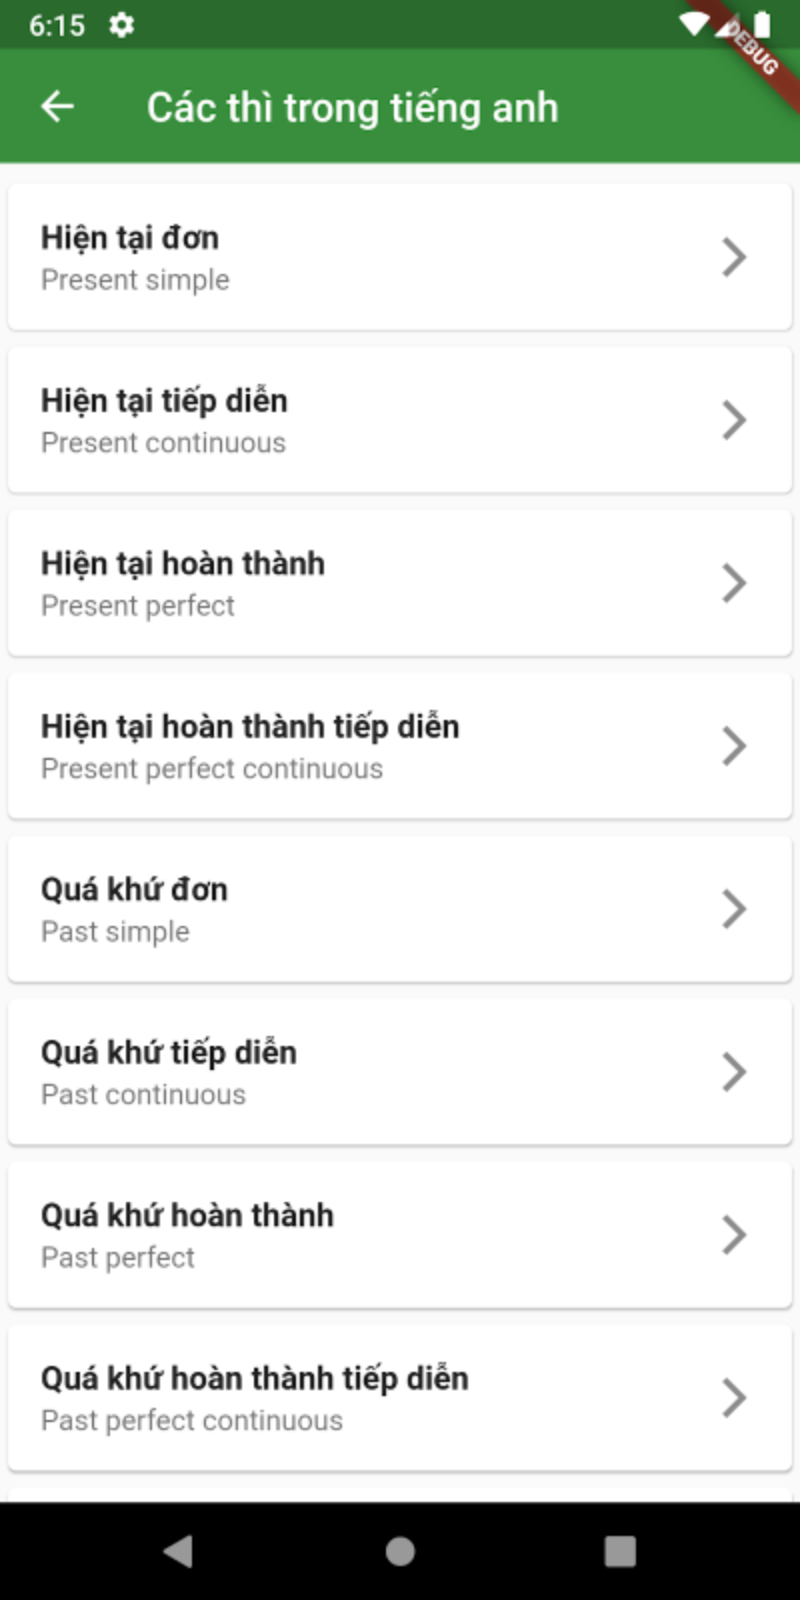 6:15
DEBUG
Các thì trong tiếng anh
Hiện tại đơn
Present simple
Hiện tại tiếp diễn
Present continuous
Hiện tại hoàn thành
Present perfect
Hiện tại hoàn thành tiếp diễn
Present perfect continuous
Quá khứ đơn
Past simple
Quá khứ tiếp diễn
Past continuous
Quá khứ hoàn thành
Past perfect
Quá khứ hoàn thành tiếp diễn
Past perfect continuous